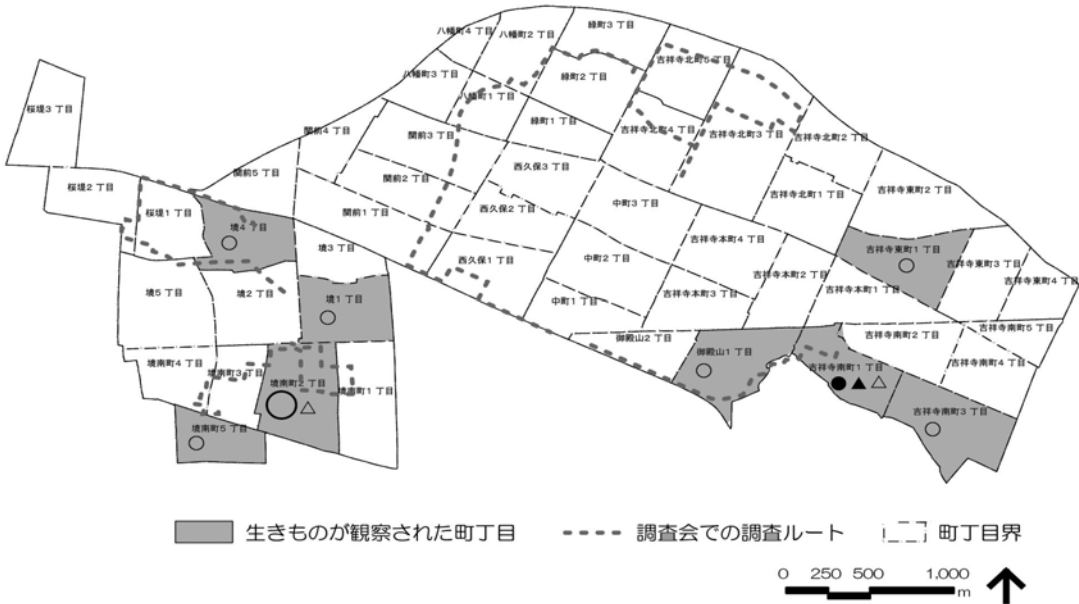 八幡町4 丁目
八幡町2 丁目
緑町3 丁目
八幡町3 丁目
緑町2 丁目
吉祥寺北町5 丁目
桜堤3 丁目
八幡町1 丁目
関前4 丁目
関前3 丁目
緑町1 丁目
吉祥寺北町4 丁目
吉祥寺北町3 丁目
吉祥寺北町2 丁目
桜堤2 丁目
関前5 丁目
関前2 丁目
西久保3 丁目
吉祥寺北町1 丁目
吉祥寺東町2 丁目
桜堤1 丁目
関前1 丁目
西久保2 丁目
中町3 丁目
境4 丁目
境3 丁目
西久保1 丁目
中町2 丁目
吉祥寺本町4 丁目
吉祥寺東町1 丁目
吉祥寺東町3 丁目
吉祥寺東町4 丁目
境5 丁目
境2 丁目
境1 丁目
中町1 丁目
吉祥寺本町3 丁目
吉祥寺本町2 丁目
吉祥寺本町1 丁目
御殿山2 丁目
御殿山1 丁目
吉祥寺南町2 丁目
吉祥寺南町5 丁目
境南町4 丁目
境南町3 丁目
境南町2 丁目
境南町1 丁目
吉祥寺南町1 丁目
吉祥寺南町4 丁目
境南町5 丁目
吉祥寺南町3 丁目
生きものが観察された町丁目
調査会での調査ルート
町丁目界
0 250 500 1,000
m